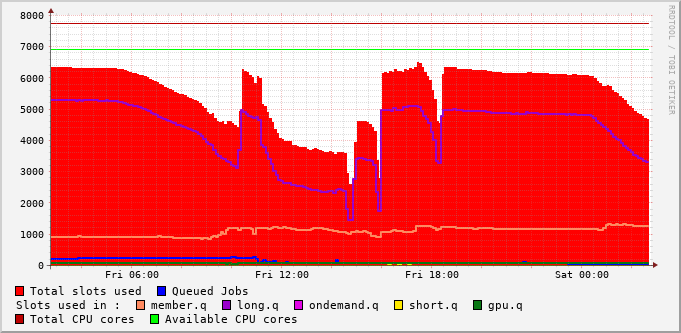 8000
7000
6000
5000
4000
3000
2000
1000
0
Fri 06:00 Fri 12:00 Fri 18:00 Sat 00:00
RRDTOOL / TOBI OETIKER
Total slots used Queued Jobs
Slots used in : member.q long.q ondemand.q short.q gpu.q
Total CPU cores Available CPU cores